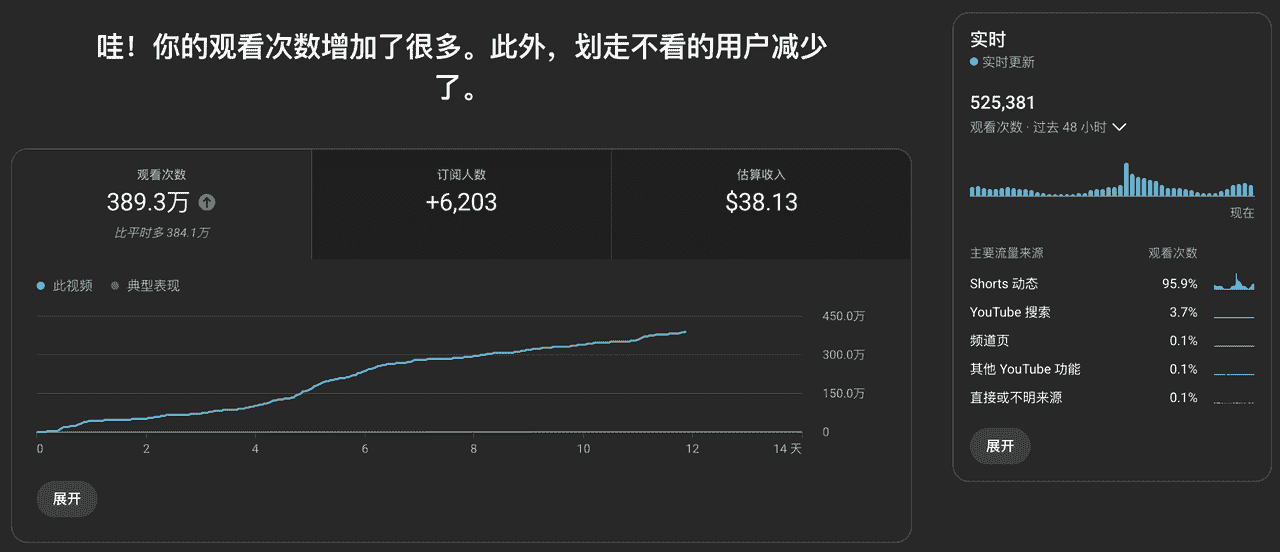 哇！你的观看次数增加了很多。此外，划走不看的用户减少
了。
观看次数
389.3万
比平时多 384.1万
订阅人数
+6,203
估算收入
$38.13
此视频
典型表现
450.0万
300.0万
150.0万
0
0 2 4 6 8 10 12 14 天
展开
实时
实时更新
525,381
观看次数 · 过去 48 小时
现在
主要流量来源 观看次数
Shorts 动态 95.9%
YouTube 搜索 3.7%
频道页 0.1%
其他 YouTube 功能 0.1%
直接或不明来源 0.1%
展开